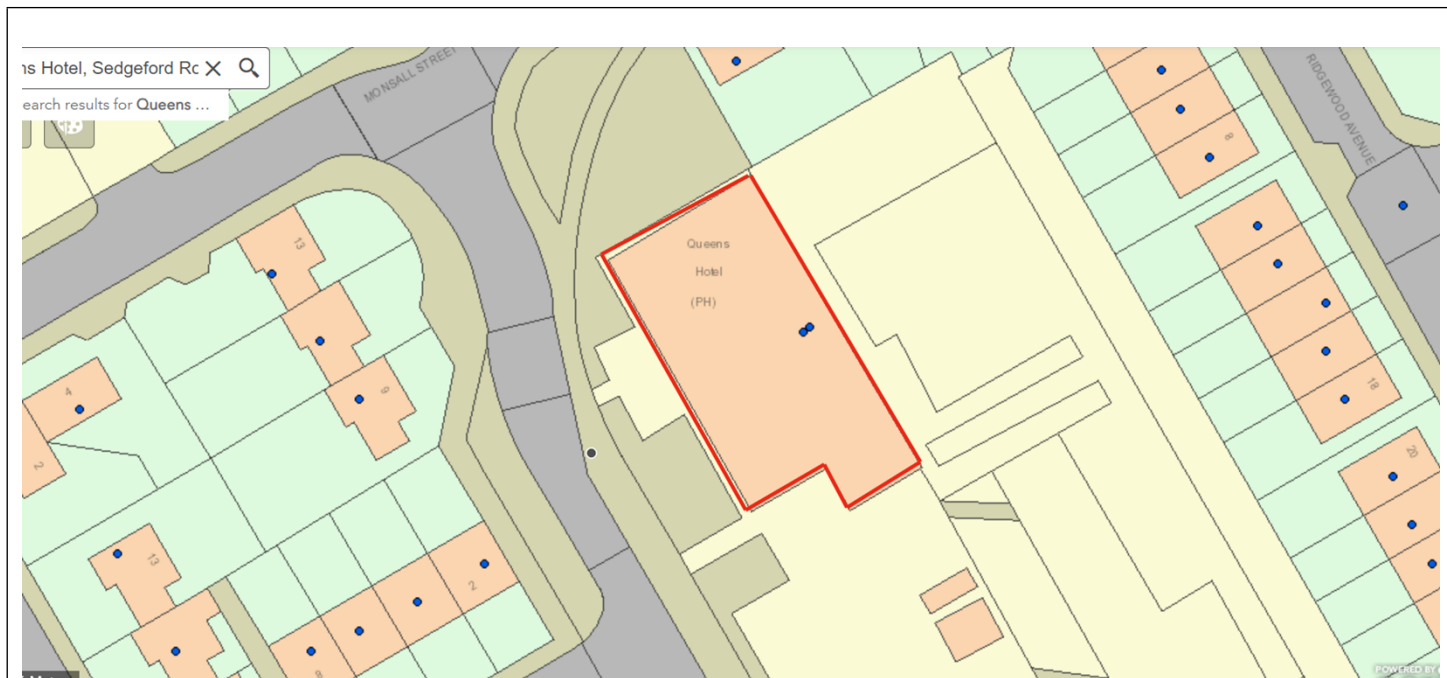 ns Hotel, Sedgeford Rc
earch results for Queens ...
MONSALL STREET
RIDGEWOOD AVENUE
8
13
Queens
Hotel
(PH)
4
9
2
18
20
13
2
8
POWERED BY